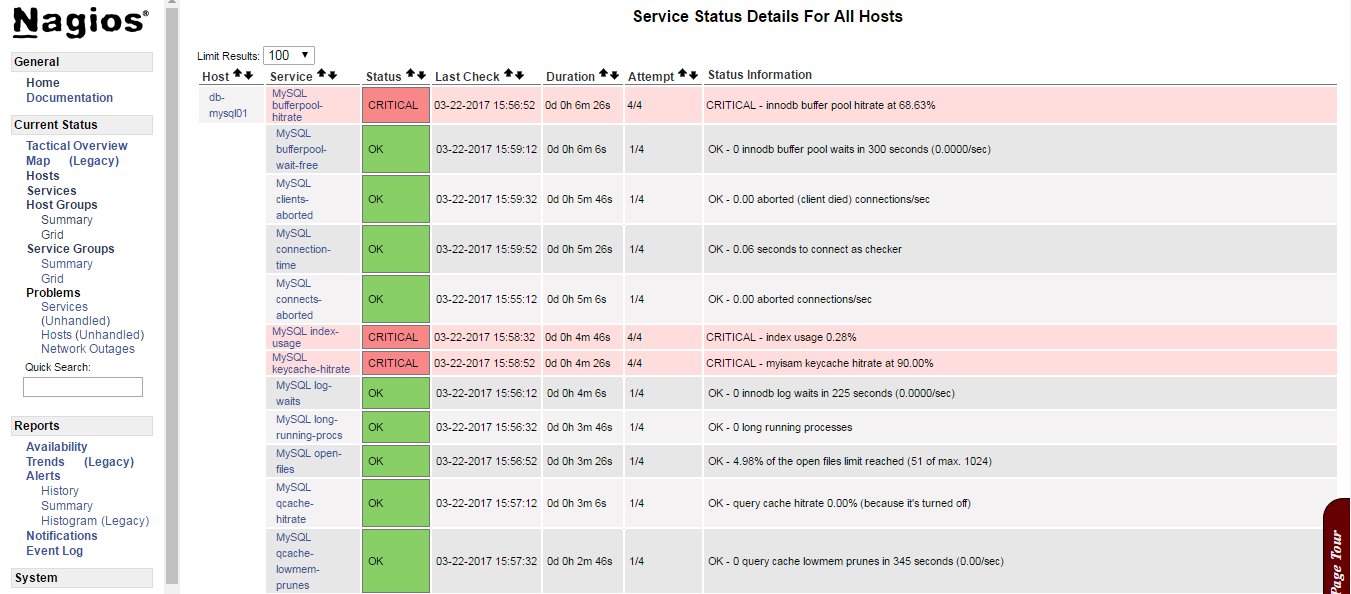 Nagios®
General
Home
Documentation
Current Status
Tactical Overview
Map (Legacy)
Hosts
Services
Host Groups
Summary
Grid
Service Groups
Summary
Grid
Problems
Services
(Unhandled)
Hosts (Unhandled)
Network Outages
Quick Search:
Reports
Availability
Trends (Legacy)
Alerts
History
Summary
Histogram (Legacy)
Notifications
Event Log
System
Service Status Details For All Hosts
Limit Results: 100
Host Service Status Last Check Duration Attempt Status Information
db-
mysql01
MySQL
bufferpool-
hitrate
CRITICAL 03-22-2017 15:56:52 0d 0h 6m 26s 4/4 CRITICAL - innodb buffer pool hitrate at 68.63%
MySQL
bufferpool-
wait-free
OK 03-22-2017 15:59:12 0d 0h 6m 6s 1/4 OK - 0 innodb buffer pool waits in 300 seconds (0.0000/sec)
MySQL
clients-
aborted
OK 03-22-2017 15:59:32 0d 0h 5m 46s 1/4 OK - 0.00 aborted (client died) connections/sec
MySQL
connection-
time
OK 03-22-2017 15:59:52 0d 0h 5m 26s 1/4 OK - 0.06 seconds to connect as checker
MySQL
connects-
aborted
OK 03-22-2017 15:55:12 0d 0h 5m 6s 1/4 OK - 0.00 aborted connections/sec
MySQL index-
usage
CRITICAL 03-22-2017 15:58:32 0d 0h 4m 46s 4/4 CRITICAL - index usage 0.28%
MySQL
keycache-hitrate
CRITICAL 03-22-2017 15:58:52 0d 0h 4m 26s 4/4 CRITICAL - myisam keycache hitrate at 90.00%
MySQL log-
waits
OK 03-22-2017 15:56:12 0d 0h 4m 6s 1/4 OK - 0 innodb log waits in 225 seconds (0.0000/sec)
MySQL long-
running-procs
OK 03-22-2017 15:56:32 0d 0h 3m 46s 1/4 OK - 0 long running processes
MySQL open-
files
OK 03-22-2017 15:56:52 0d 0h 3m 26s 1/4 OK - 4.98% of the open files limit reached (51 of max. 1024)
MySQL
qcache-
hitrate
OK 03-22-2017 15:57:12 0d 0h 3m 6s 1/4 OK - query cache hitrate 0.00% (because it's turned off)
MySQL
qcache-
lowmem-
prunes
OK 03-22-2017 15:57:32 0d 0h 2m 46s 1/4 OK - 0 query cache lowmem prunes in 345 seconds (0.00/sec)
Page Tour